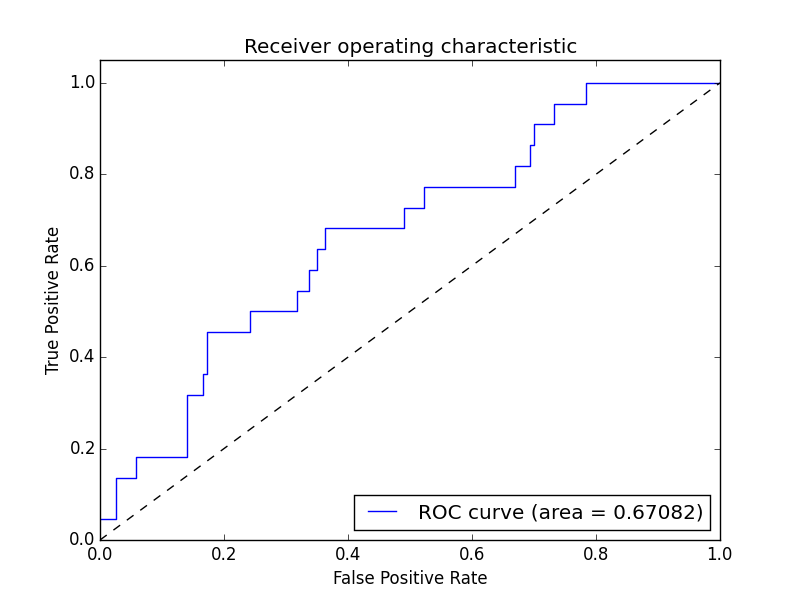 Receiver operating characteristic
1.0
0.8
0.6
0.4
0.2
0.0
True Positive Rate
ROC curve (area = 0.67082)
0.0 0.2 0.4 0.6 0.8 1.0
False Positive Rate